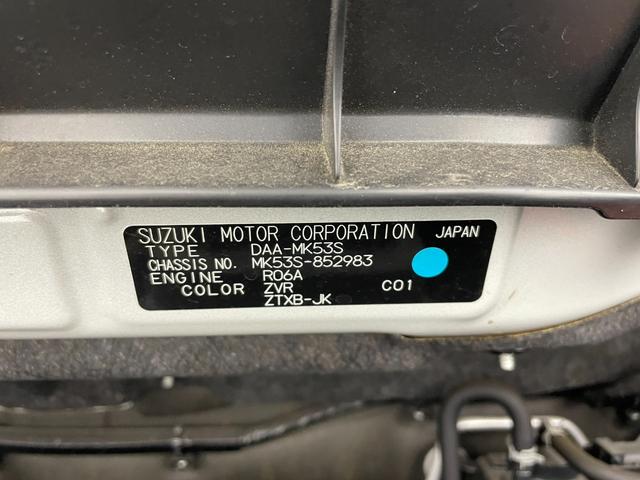 SUZUKI MOTOR CORPORATION JAPAN
TYPE DAA-MK53S
CHASSIS NO. MK53S-852983
ENGINE R06A
COLOR ZVR C01
ZTXB-JK